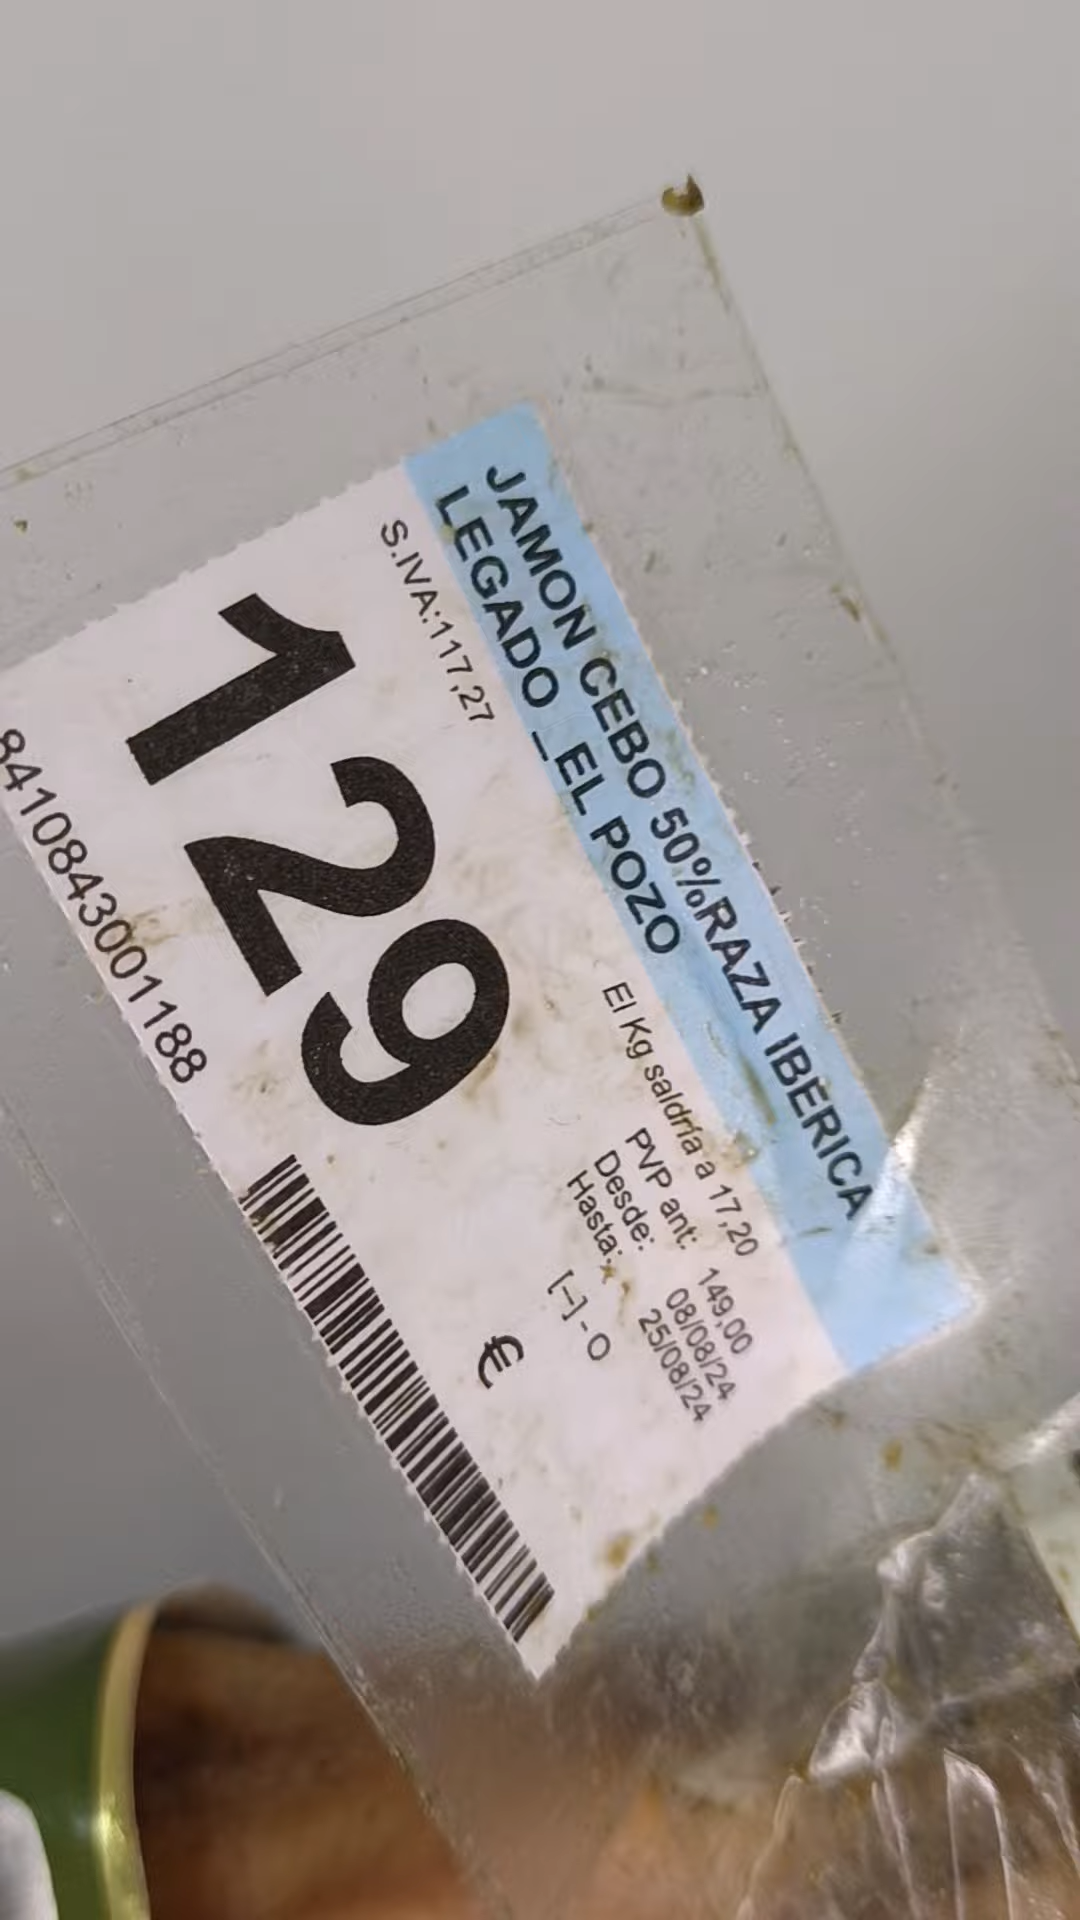 JAMON CEBO 50%RAZA IBERICA
LEGADO _EL POZO
S.IVA:117,27
El Kg saldría a 17,20
PVP ant: 149,00
Desde: 08/08/24
Hasta: 25/08/24
[--] - O
129 €
8410843001188